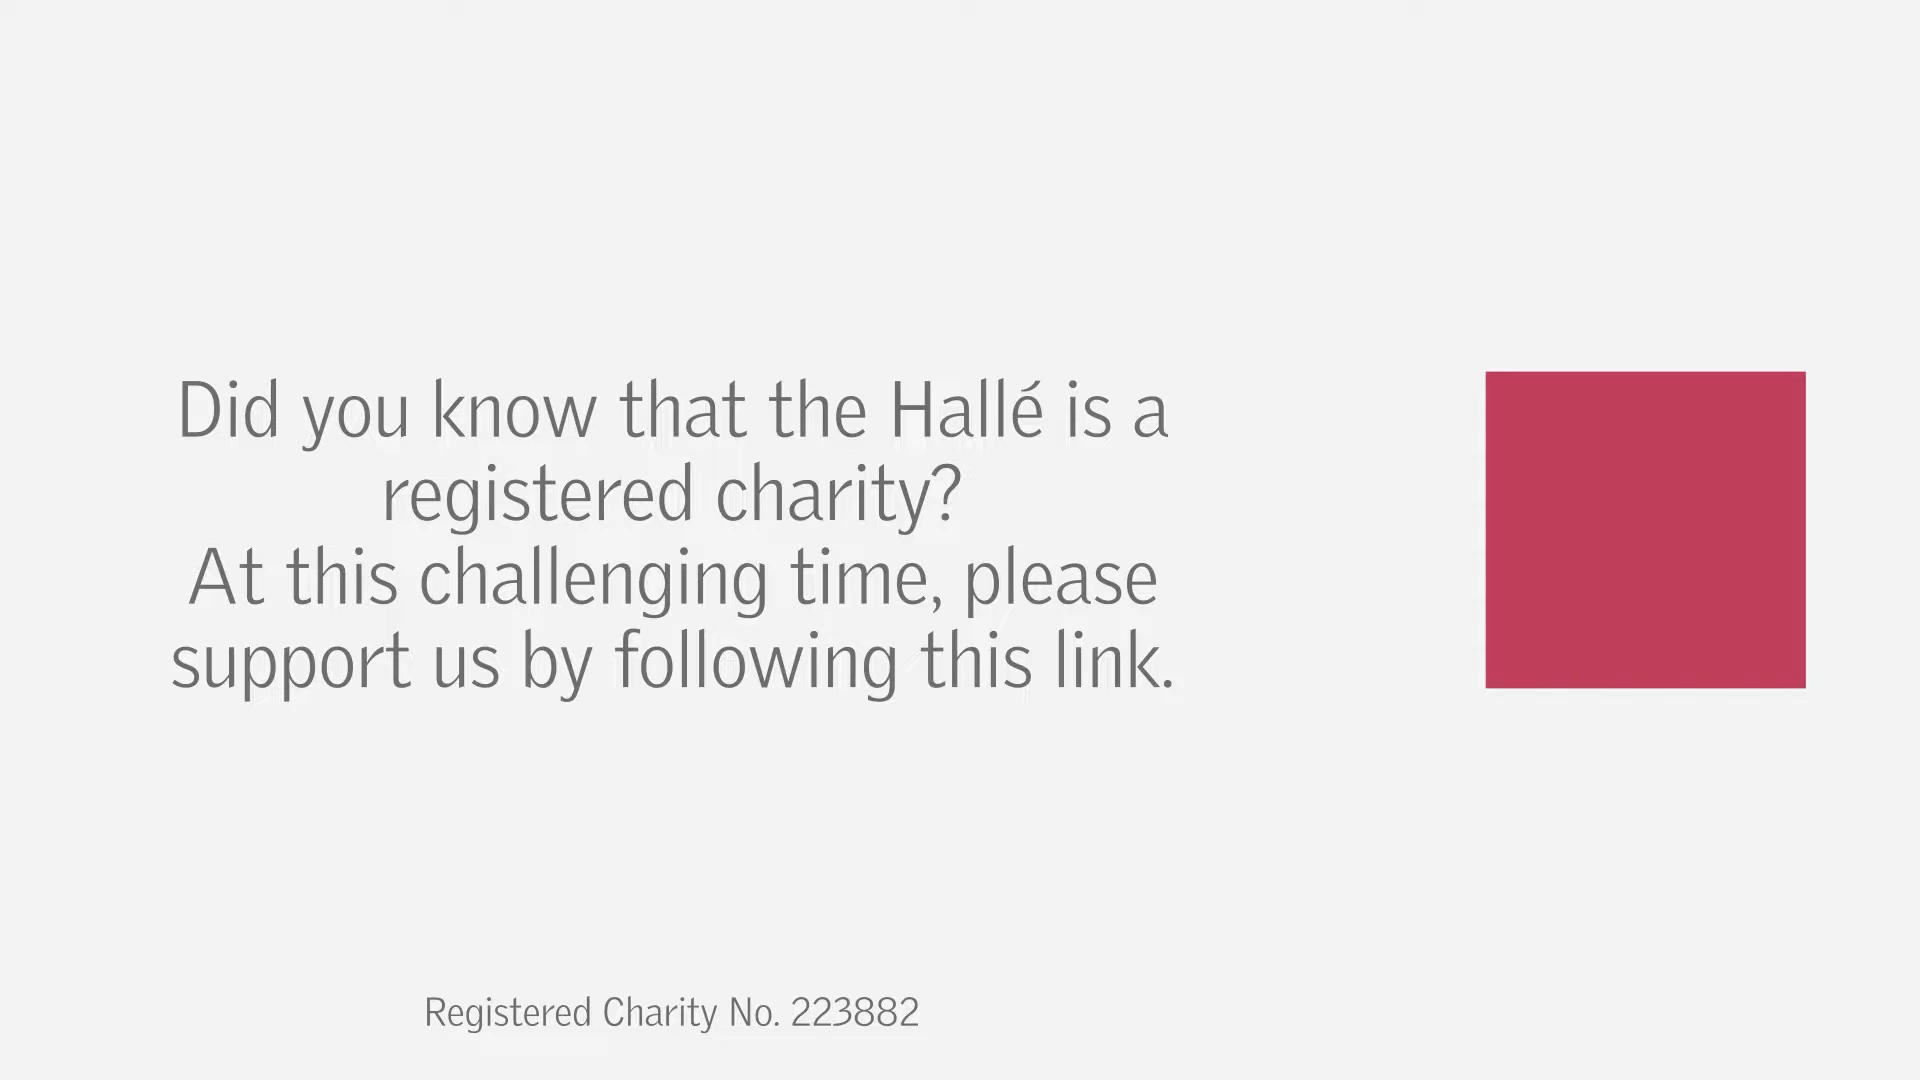 Did you know that the Hallé is a
registered charity?
At this challenging time, please
support us by following this link.
Registered Charity No. 223882